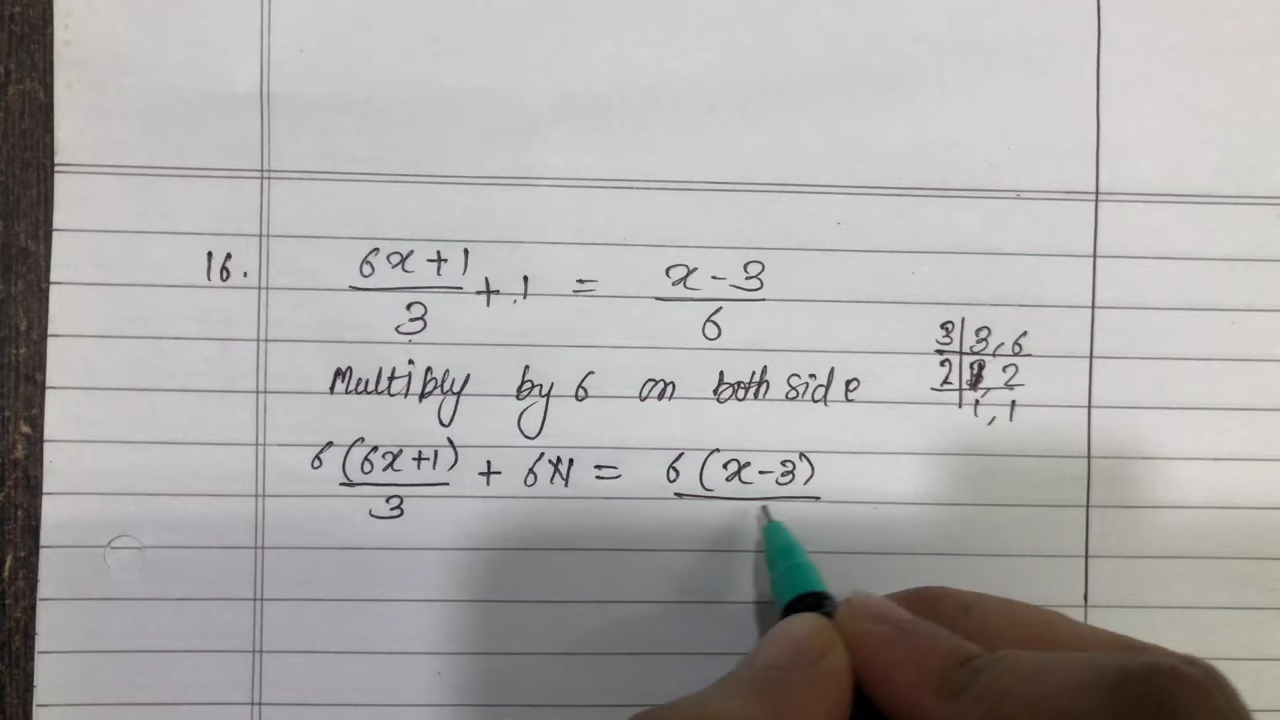 16. (6x+1)/3 + 1 = (x-3)/6
3 | 3, 6
Multiply by 6 on both side
2 | 1, 2
1, 1
6(6x+1)/3 + 6×1 = 6(x-3)